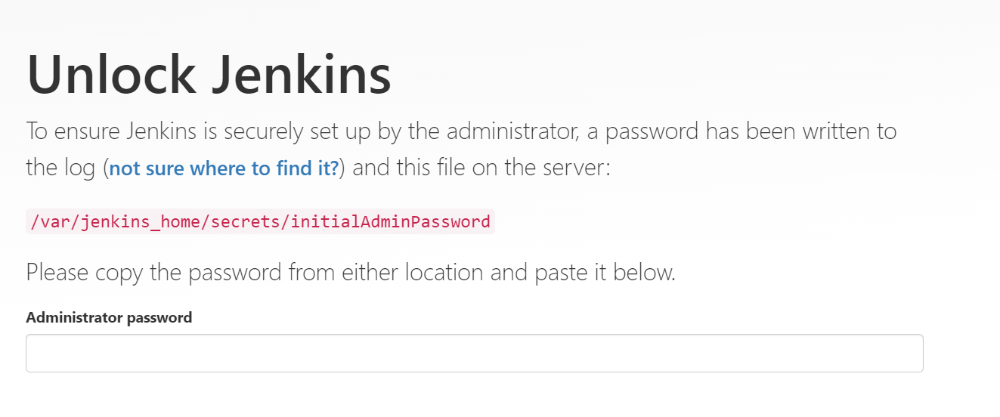 Unlock Jenkins
To ensure Jenkins is securely set up by the administrator, a password has been written to
the log (not sure where to find it?) and this file on the server:
/var/jenkins_home/secrets/initialAdminPassword
Please copy the password from either location and paste it below.
Administrator password